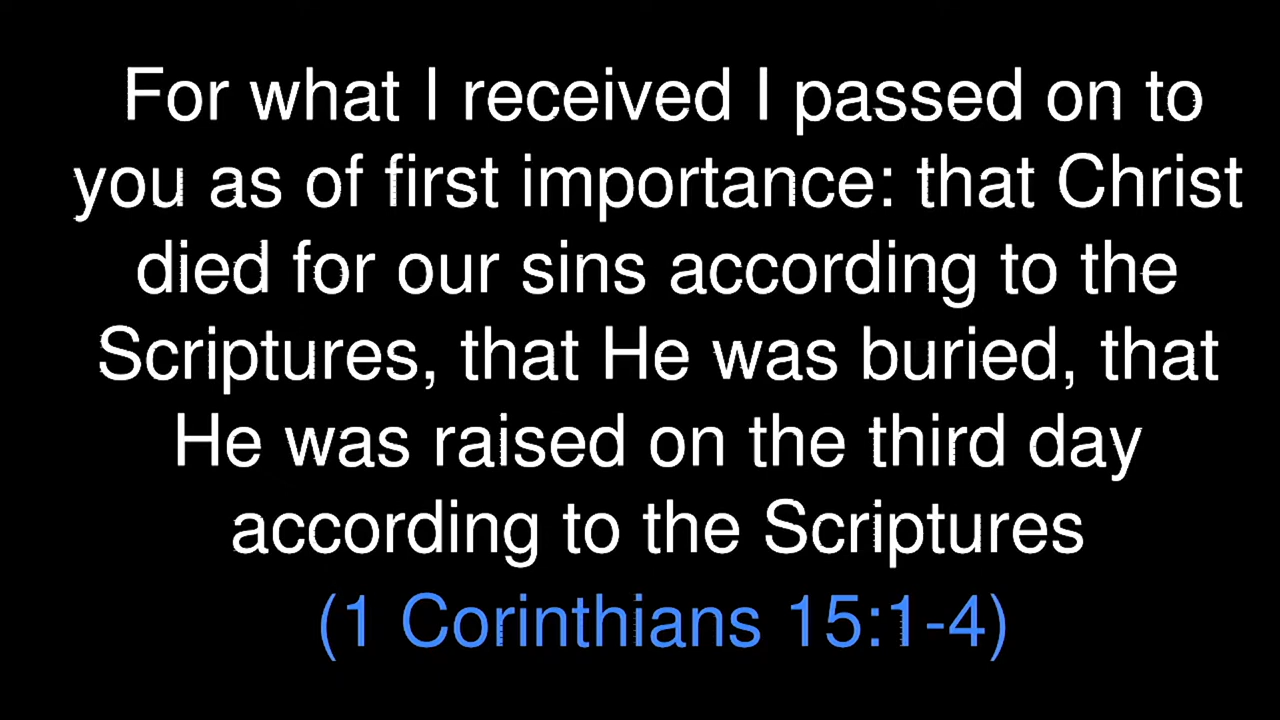 For what I received I passed on to
you as of first importance: that Christ
died for our sins according to the
Scriptures, that He was buried, that
He was raised on the third day
according to the Scriptures
(1 Corinthians 15:1-4)